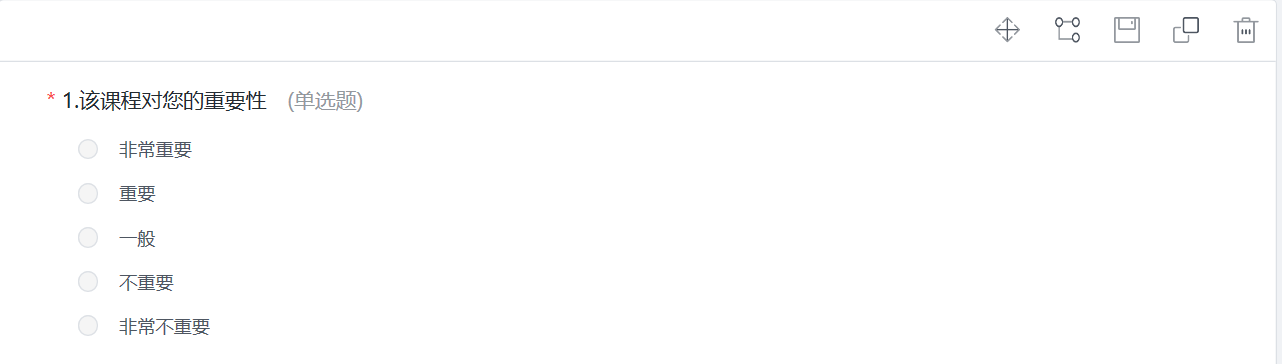 * 1.该课程对您的重要性 (单选题)
非常重要
重要
一般
不重要
非常不重要